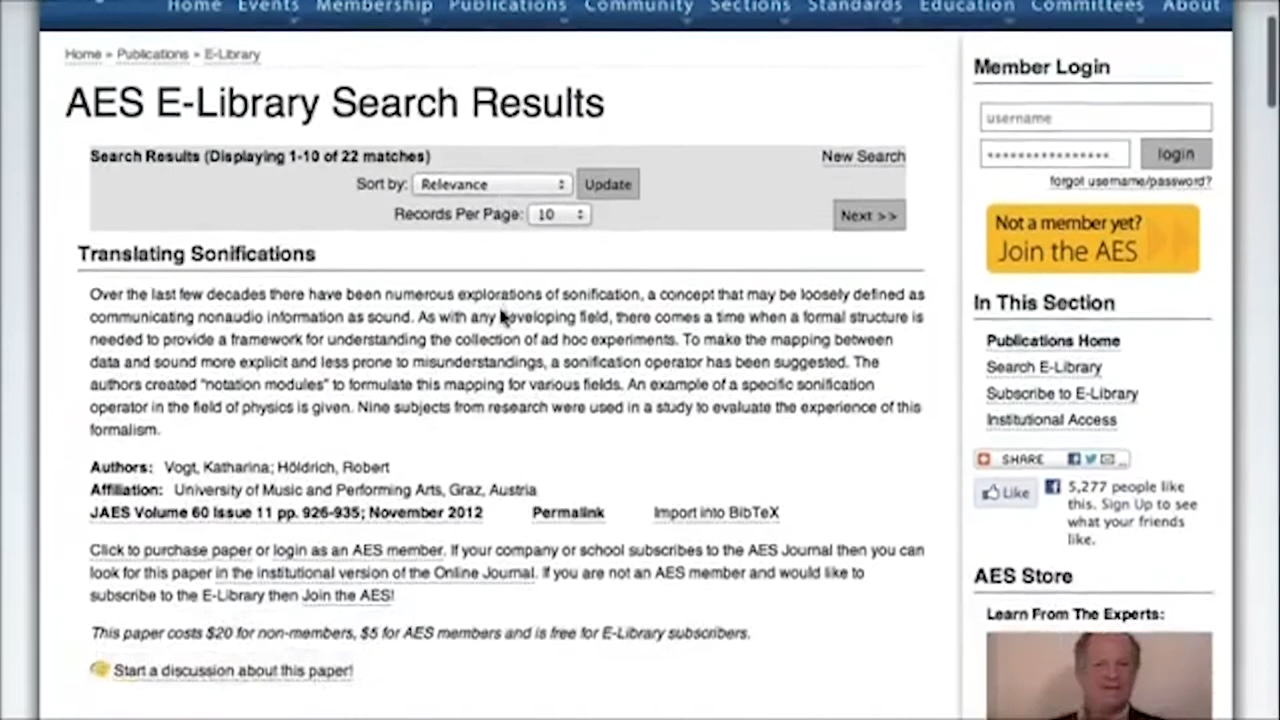 Home Events Membership Publications Community Sections Standards Education Committees About
Home » Publications » E-Library
AES E-Library Search Results
Search Results (Displaying 1-10 of 22 matches)
New Search
Sort by: Relevance Update
Records Per Page: 10
Next >>
Translating Sonifications
Over the last few decades there have been numerous explorations of sonification, a concept that may be loosely defined as
communicating nonaudio information as sound. As with any developing field, there comes a time when a formal structure is
needed to provide a framework for understanding the collection of ad hoc experiments. To make the mapping between
data and sound more explicit and less prone to misunderstandings, a sonification operator has been suggested. The
authors created "notation modules" to formulate this mapping for various fields. An example of a specific sonification
operator in the field of physics is given. Nine subjects from research were used in a study to evaluate the experience of this
formalism.
Authors: Vogt, Katharina; Höldrich, Robert
Affiliation: University of Music and Performing Arts, Graz, Austria
JAES Volume 60 Issue 11 pp. 926-935; November 2012 Permalink Import into BibTeX
Click to purchase paper or login as an AES member. If your company or school subscribes to the AES Journal then you can
look for this paper in the institutional version of the Online Journal. If you are not an AES member and would like to
subscribe to the E-Library then Join the AES!
This paper costs $20 for non-members, $5 for AES members and is free for E-Library subscribers.
Start a discussion about this paper!
Member Login
username
login
forgot username/password?
Not a member yet?
Join the AES
In This Section
Publications Home
Search E-Library
Subscribe to E-Library
Institutional Access
SHARE
Like
5,277 people like
this. Sign Up to see
what your friends
like.
AES Store
Learn From The Experts: